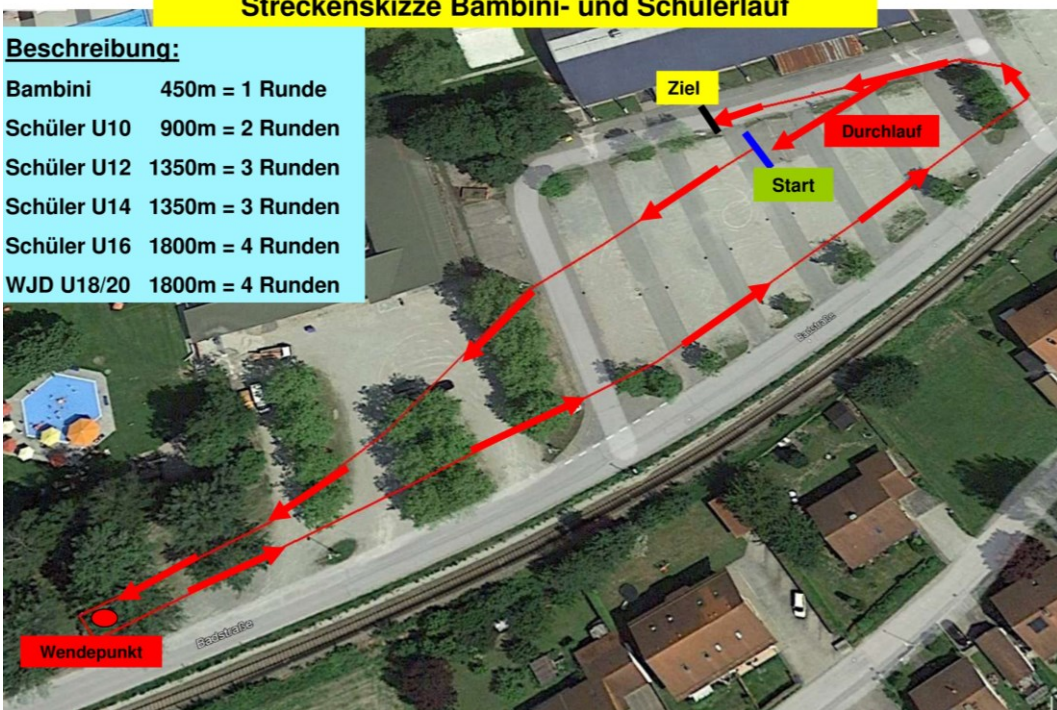 Streckenskizze Bambini- und Schülerlauf
Beschreibung:
Bambini 450m = 1 Runde
Schüler U10 900m = 2 Runden
Schüler U12 1350m = 3 Runden
Schüler U14 1350m = 3 Runden
Schüler U16 1800m = 4 Runden
WJD U18/20 1800m = 4 Runden
Ziel
Durchlauf
Start
Badstraße
Badstraße
Wendepunkt